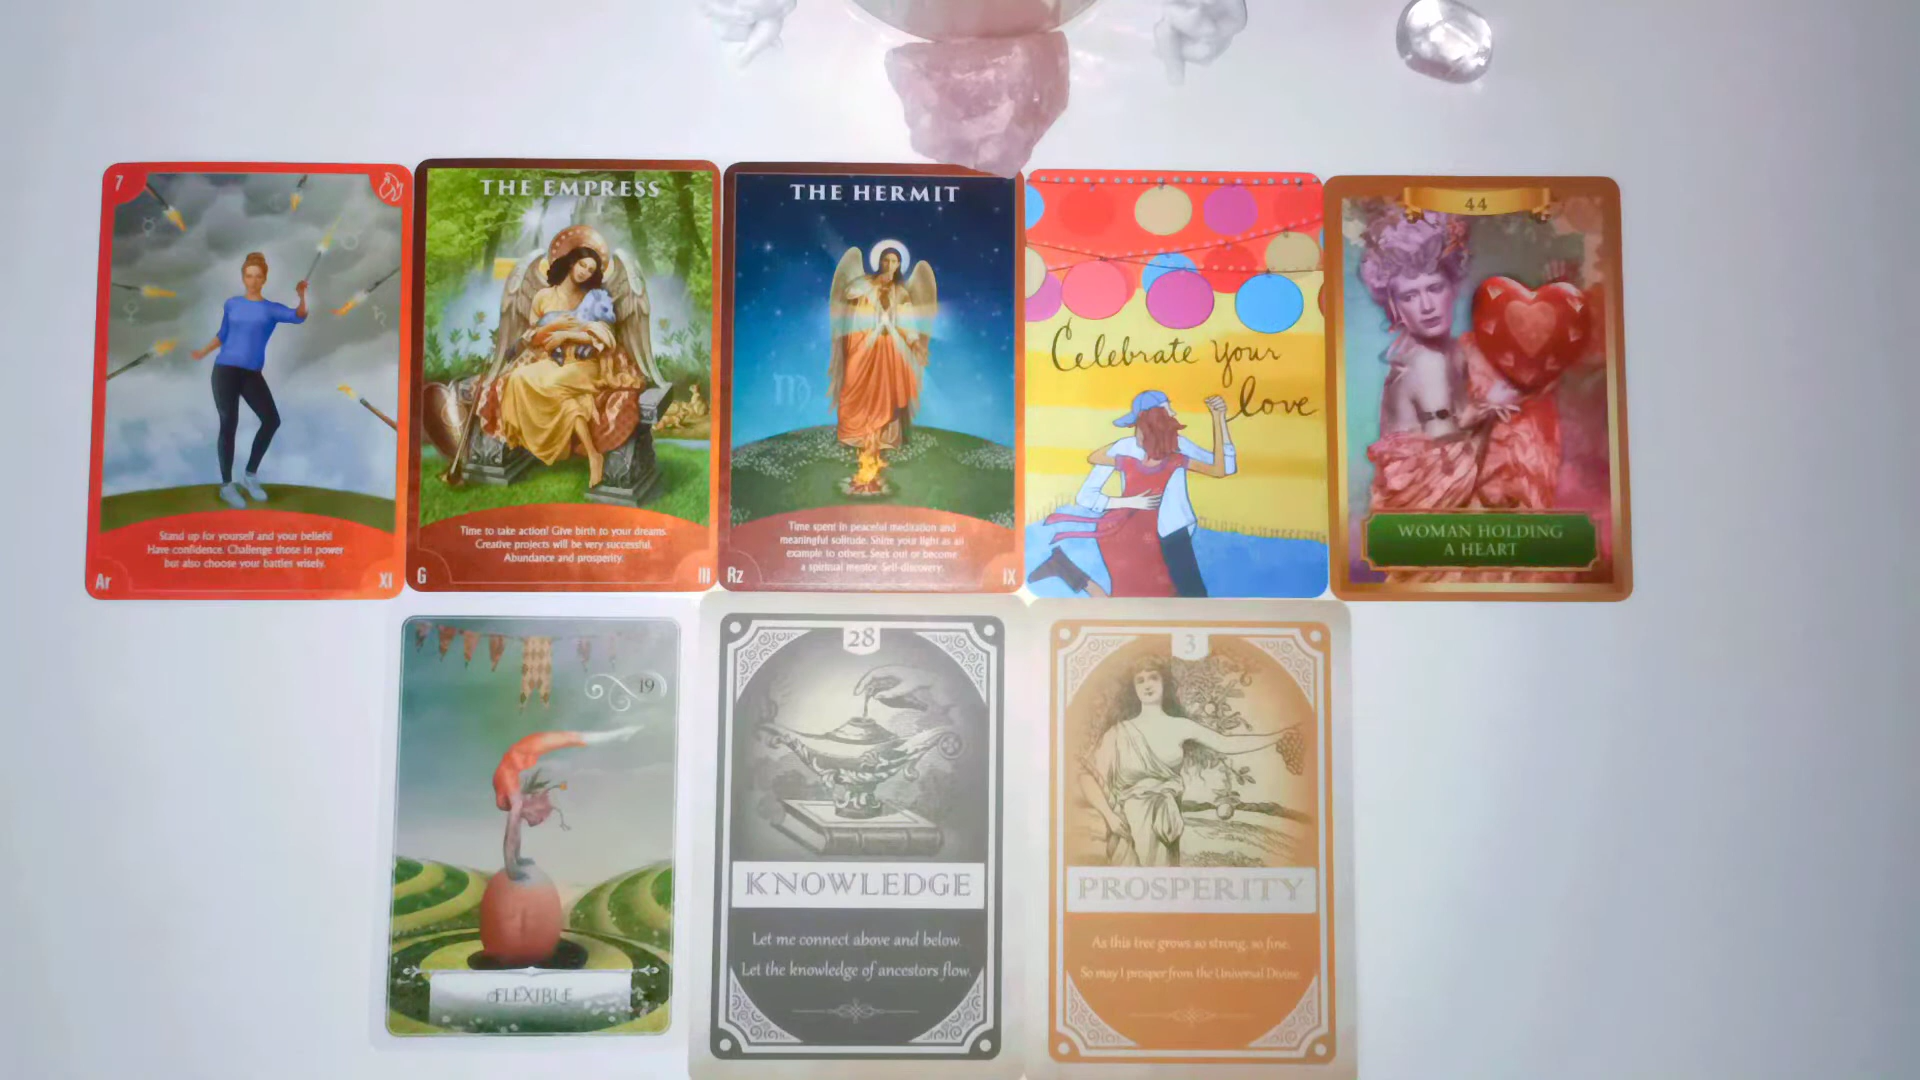 7
Stand up for yourself and your beliefs!
Have confidence. Challenge those in power
but also choose your battles wisely.
Ar
XI
THE EMPRESS
Time to take action! Give birth to your dreams.
Creative projects will be very successful.
Abundance and prosperity.
G
III
THE HERMIT
Time spent in peaceful meditation and
meaningful solitude. Shine your light as an
example to others. Seek out or become
a spiritual mentor. Self-discovery.
Rz
IX
Celebrate your
love
44
WOMAN HOLDING
A HEART
19
FLEXIBLE
28
KNOWLEDGE
Let me connect above and below.
Let the knowledge of ancestors flow.
3
PROSPERITY
As this tree grows so strong, so fine.
So may I prosper from the Universal Divine.